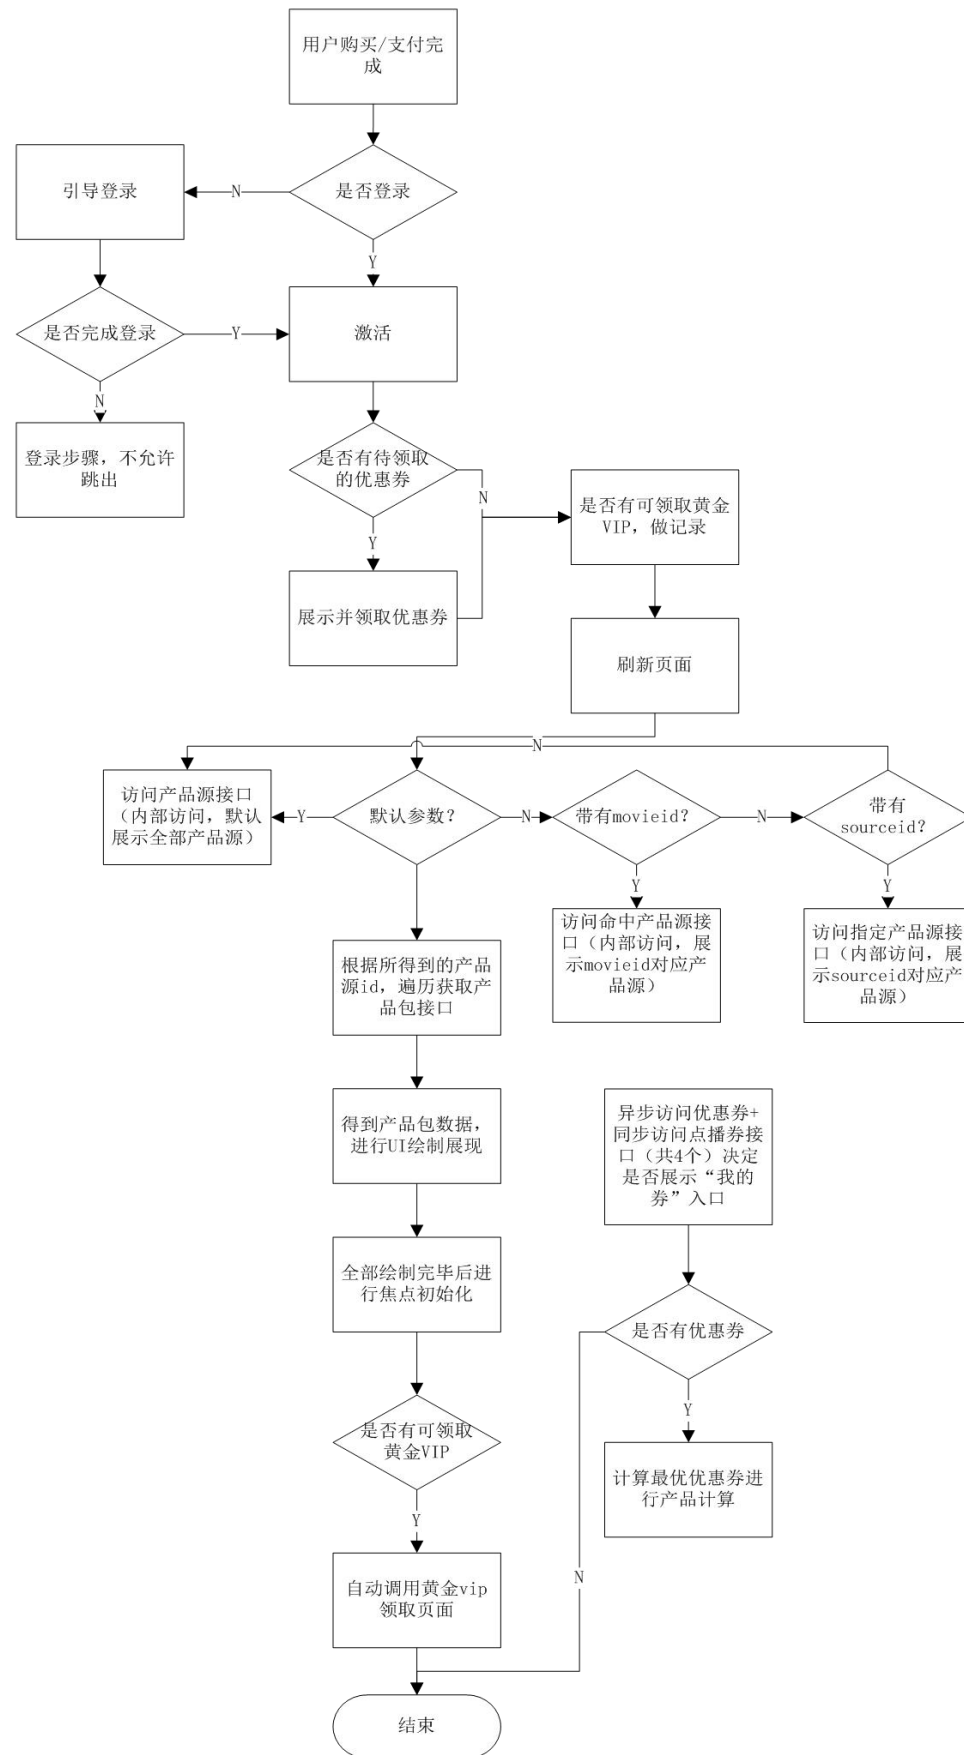 用户购买/支付完
成
是否登录
N
引导登录
Y
是否完成登录
Y
激活
N
登录步骤，不允许
跳出
是否有待领取
的优惠券
N
是否有可领取黄金
VIP，做记录
Y
展示并领取优惠券
刷新页面
N
访问产品源接口
（内部访问，默认
展示全部产品源）
Y
默认参数？
N
带有movieid？
N
带有
sourceid？
Y
Y
根据所得到的产品
源id，遍历获取产
品包接口
访问命中产品源接
口（内部访问，展
示movieid对应产
品源）
访问指定产品源接
口（内部访问，展
示sourceid对应产
品源）
得到产品包数据，
进行UI绘制展现
异步访问优惠券+
同步访问点播券接
口（共4个）决定
是否展示“我的
券”入口
全部绘制完毕后进
行焦点初始化
是否有优惠券
Y
是否有可领取
黄金VIP
计算最优优惠券进
行产品计算
Y
N
自动调用黄金vip
领取页面
结束